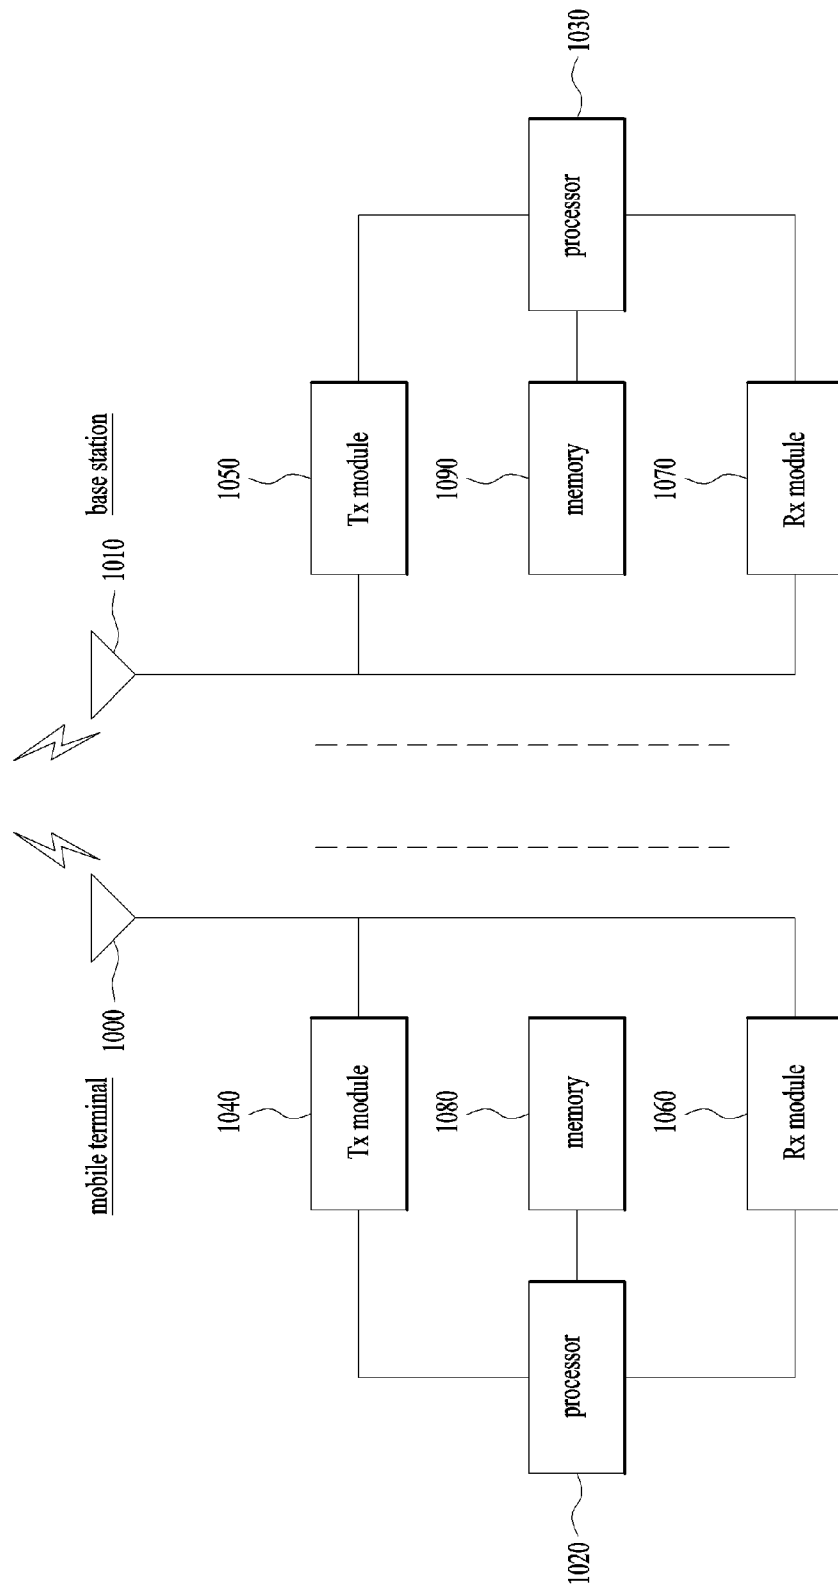 mobile terminal
base station
1000
1010
1040
Tx module
1050
Tx module
1020
processor
1080
memory
1090
memory
1030
processor
1060
Rx module
1070
Rx module